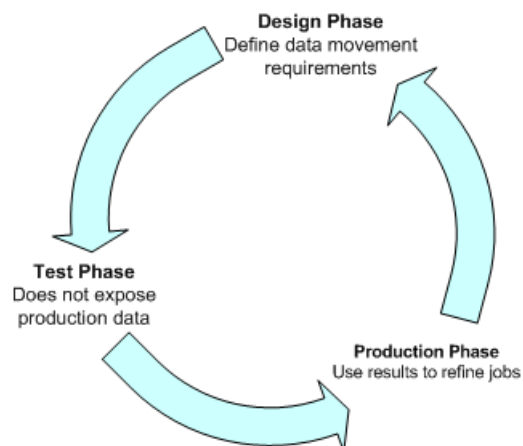 Design Phase
Define data movement
requirements
Test Phase
Does not expose
production data
Production Phase
Use results to refine jobs